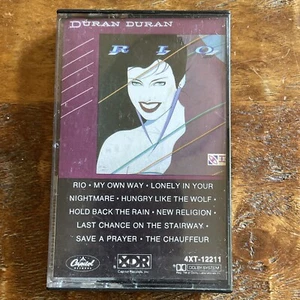 DURAN DURAN
RIO
RIO • MY OWN WAY • LONELY IN YOUR
NIGHTMARE • HUNGRY LIKE THE WOLF •
HOLD BACK THE RAIN • NEW RELIGION •
LAST CHANCE ON THE STAIRWAY •
SAVE A PRAYER • THE CHAUFFEUR
4XT-12211
Capitol
XDR
DOLBY SYSTEM